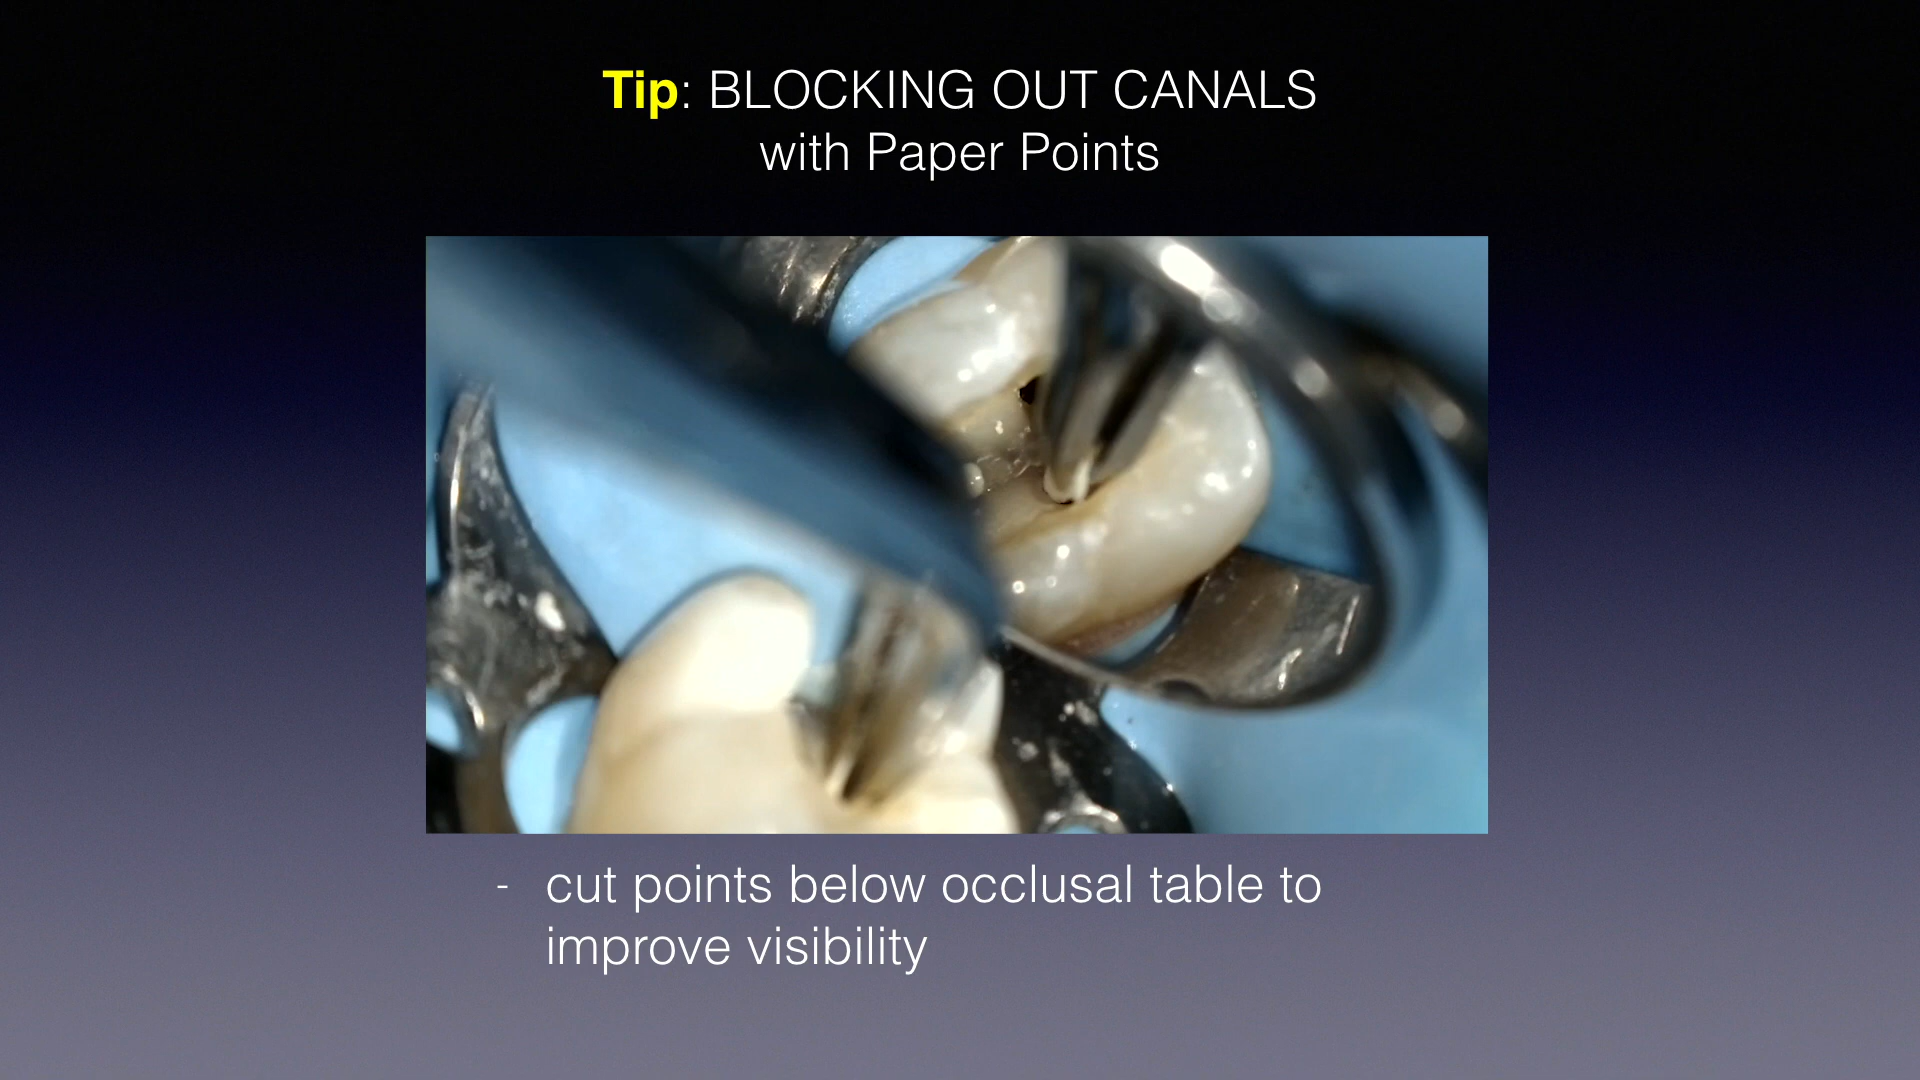 Tip: BLOCKING OUT CANALS
with Paper Points
- cut points below occlusal table to
improve visibility